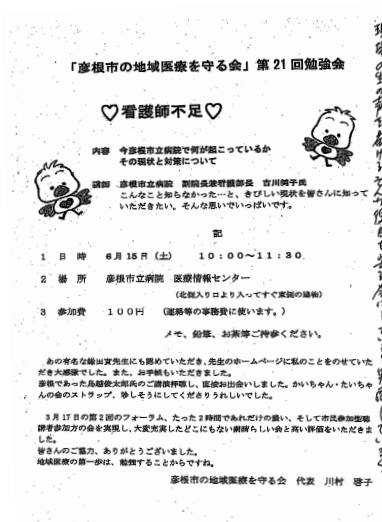 「彦根市の地域医療を守る会」第21回勉強会
♡看護師不足♡
内容　今彦根市立病院で何が起こっているか
その現状と対策について
講師　彦根市立病院　副院長兼看護部長　吉川純子氏
こんなこと知らなかった…と、きびしい現状を皆さんに知って
いただきたい。そんな思いでいっぱいです。
記
1　日　時　　6月15日（土）　　10：00～11：30
2　場　所　　彦根市立病院　医療情報センター
（北側入り口より入ってすぐ東側の建物）
3　参加費　　100円　（連絡等の事務費に使います。）
メモ、鉛筆、お茶等ご持参ください。
あの有名な鎌田實先生にも認めていただき、先生のホームページに私のことをのせていた
だき大感激でした。また、お手紙もいただきました。
彦根であった鳥越俊太郎氏のご講演拝聴し、直接お出会いしました。かいちゃん・たいちゃ
んの会のストラップ、珍しそうにしてくださりうれしいでした。
3月17日の第2回のフォーラム、たった2時間であれだけの濃い、そして市民参加型聴
講者参加方の会を実現し、大変充実したどこにもない素晴らしい会と高い評価をいただきま
した。
皆さんのご協力、ありがとうございました。
地域医療の第一歩は、勉強することからですね。
彦根市の地域医療を守る会　代表　川村　啓子